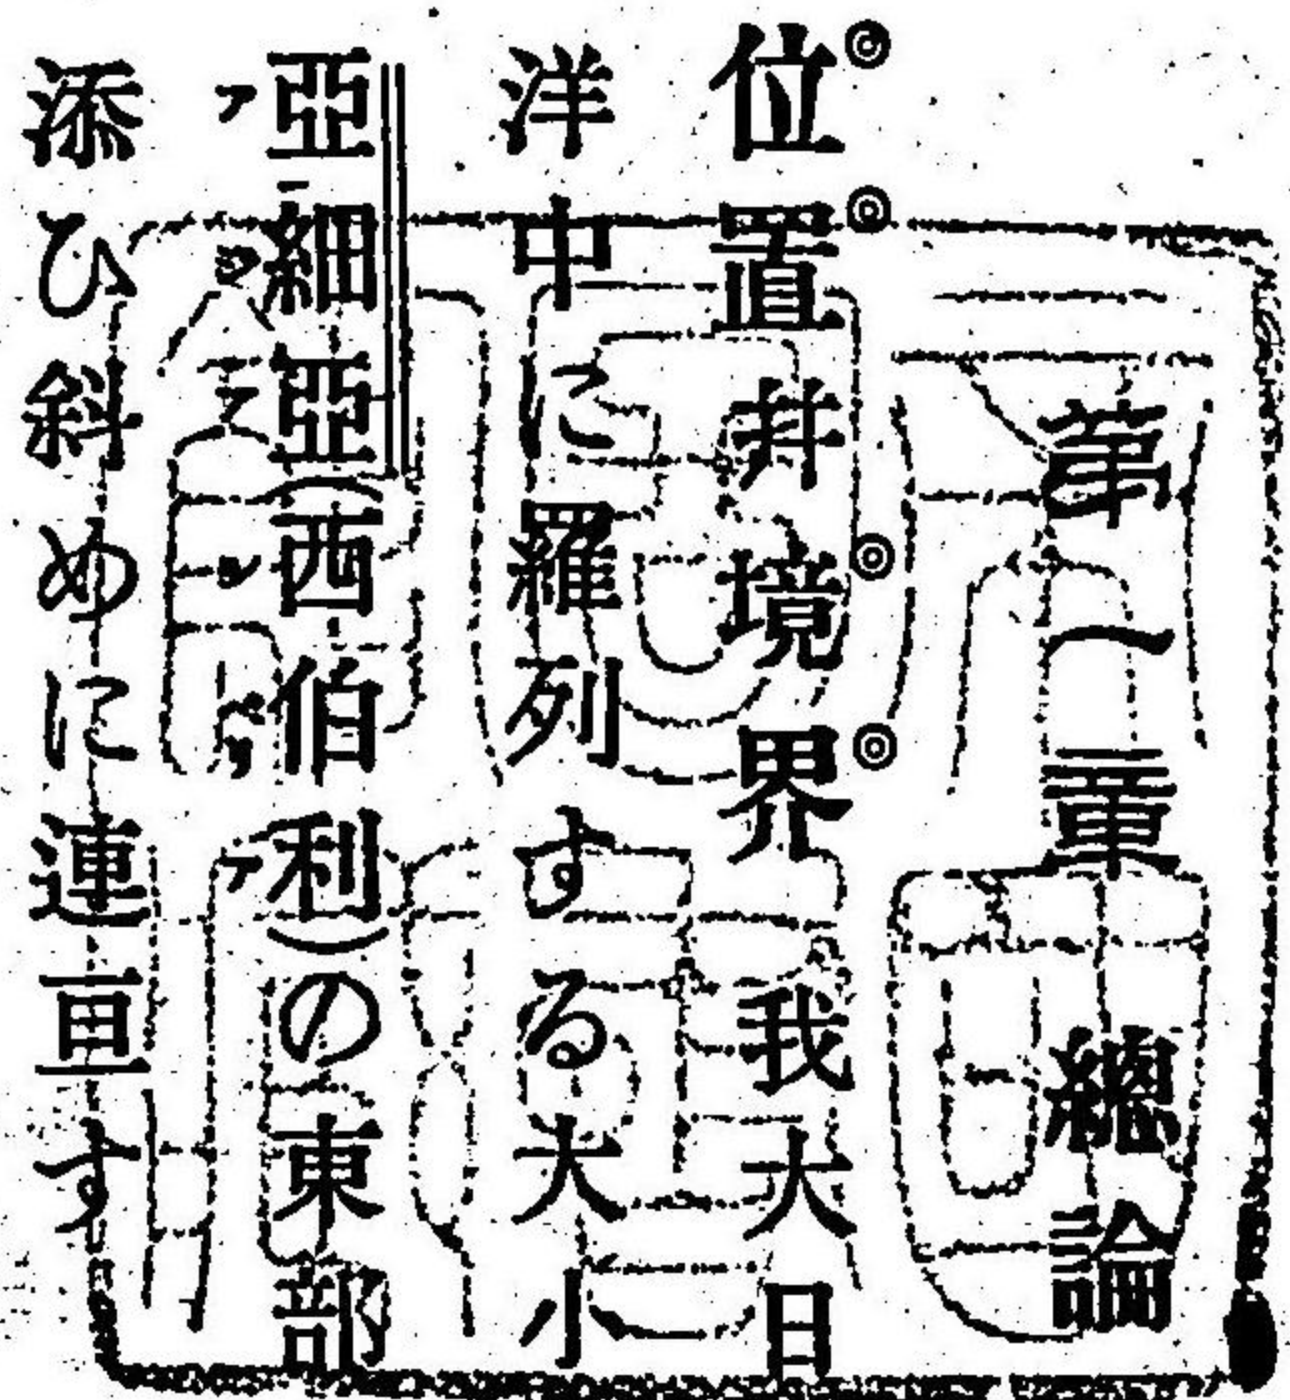 第一章 總論
位置并境界 我大日
洋中に羅列する大小
亞細亞(西伯利)の東部
添ひ斜めに連亘す